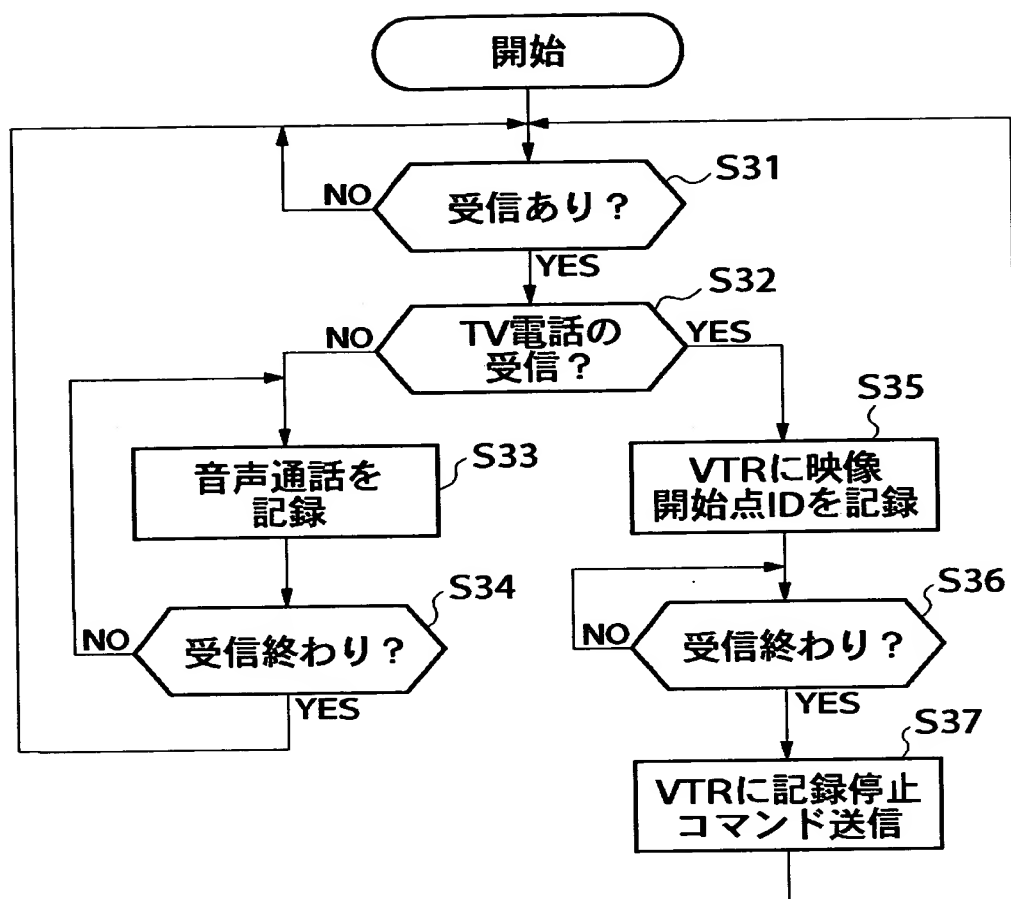 開始
S31
受信あり？
NO
YES
S32
TV電話の
受信？
NO
YES
S35
音声通話を
記録
S33
VTRに映像
開始点IDを記録
S34
受信終わり？
NO
YES
S36
受信終わり？
NO
YES
S37
VTRに記録停止
コマンド送信